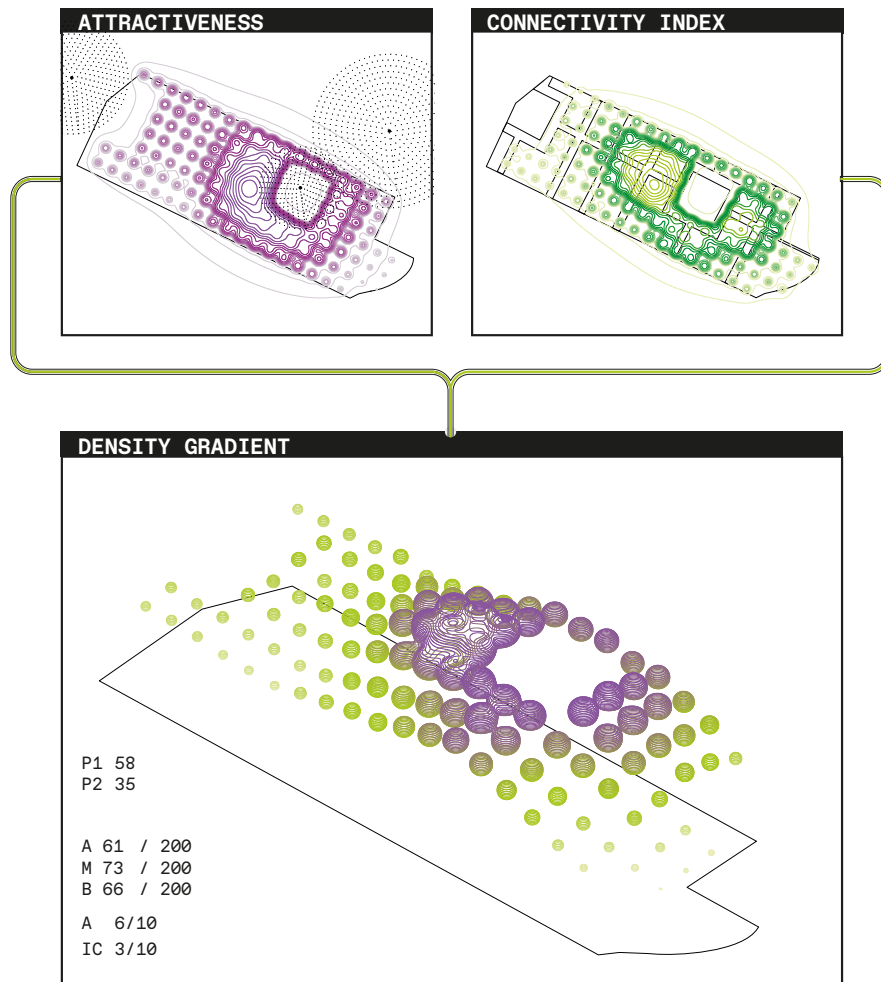 ATTRACTIVENESS
CONNECTIVITY INDEX
DENSITY GRADIENT
P1 58
P2 35
A 61 / 200
M 73 / 200
B 66 / 200
A 6/10
IC 3/10